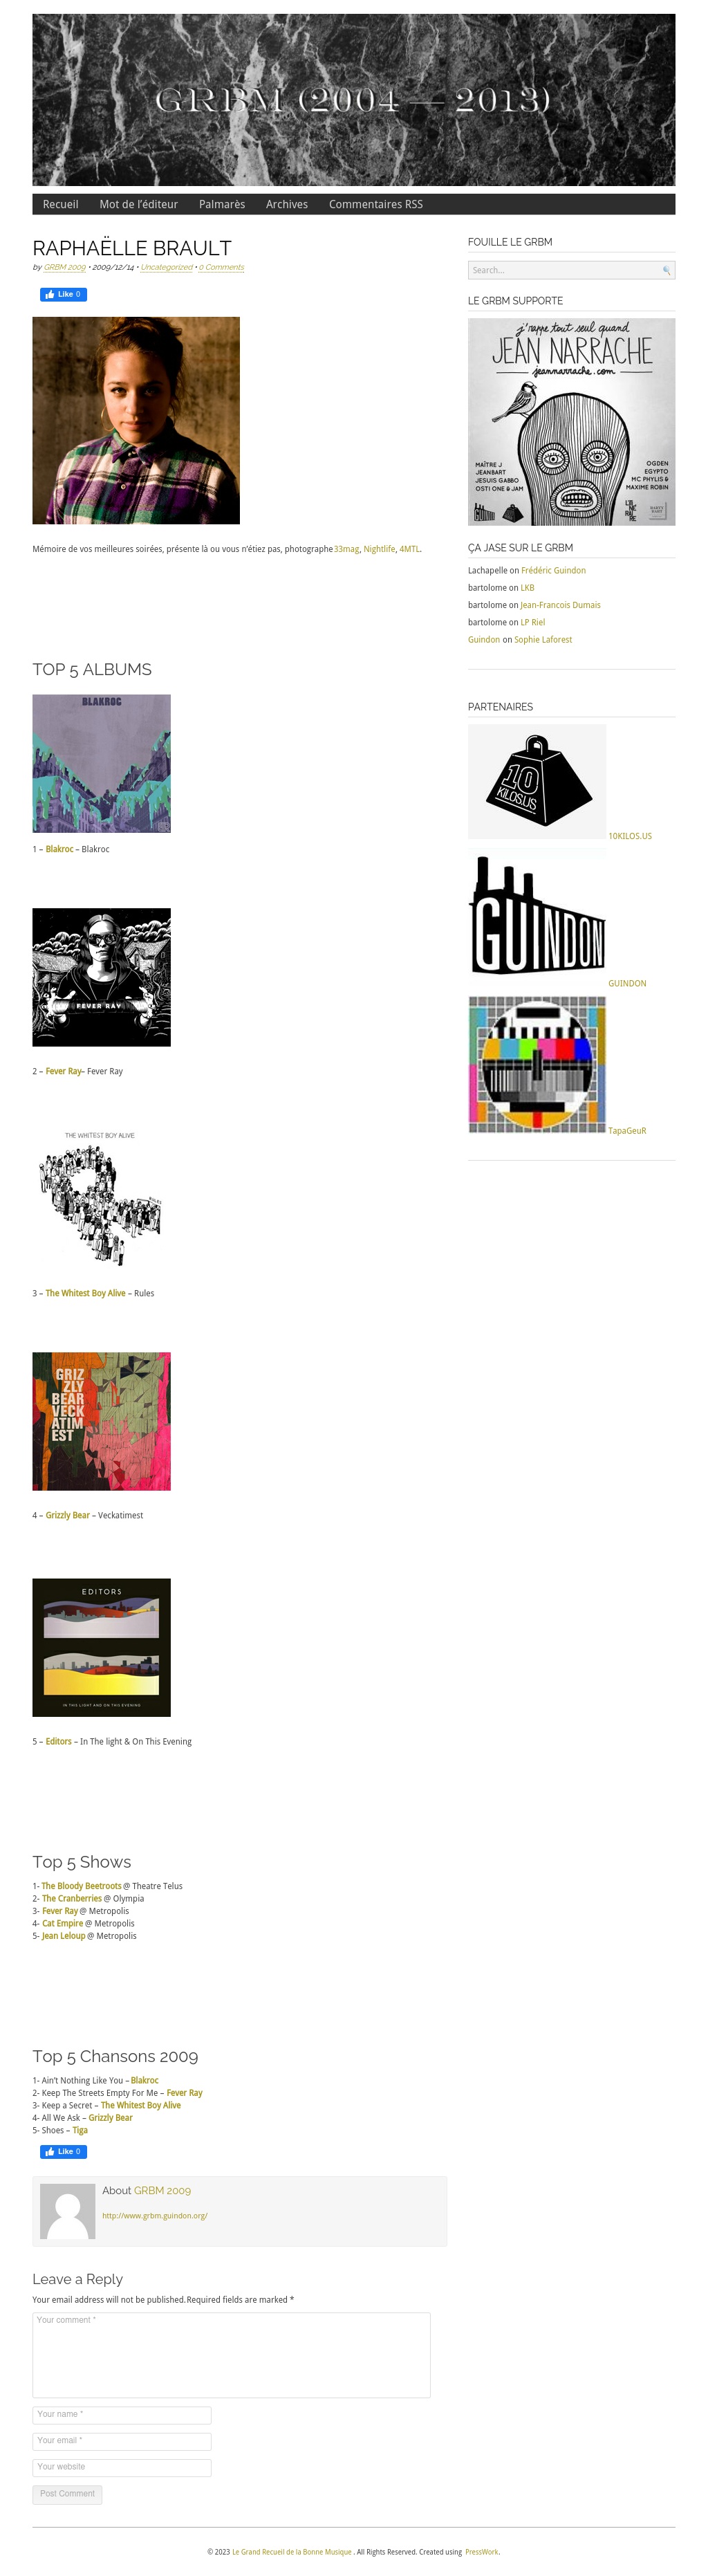 GRBM (2004 — 2013)
Recueil Mot de l'éditeur Palmarès Archives Commentaires RSS
RAPHAËLLE BRAULT
by GRBM 2009 • 2009/12/14 • Uncategorized • 0 Comments
Like 0
Mémoire de vos meilleures soirées, présente là ou vous n'étiez pas, photographe 33mag, Nightlife, 4MTL.
TOP 5 ALBUMS
BLAKROC
1 – Blakroc – Blakroc
FEVER RAY
2 – Fever Ray– Fever Ray
THE WHITEST BOY ALIVE
RULES
3 – The Whitest Boy Alive – Rules
GRIZ
ZLY
BEAR
VECK
ATIM
EST
4 – Grizzly Bear – Veckatimest
EDITORS
IN THIS LIGHT AND ON THIS EVENING
5 – Editors – In The light & On This Evening
Top 5 Shows
1- The Bloody Beetroots @ Theatre Telus
2- The Cranberries @ Olympia
3- Fever Ray @ Metropolis
4- Cat Empire @ Metropolis
5- Jean Leloup @ Metropolis
Top 5 Chansons 2009
1- Ain't Nothing Like You – Blakroc
2- Keep The Streets Empty For Me – Fever Ray
3- Keep a Secret – The Whitest Boy Alive
4- All We Ask – Grizzly Bear
5- Shoes – Tiga
Like 0
About GRBM 2009
http://www.grbm.guindon.org/
Leave a Reply
Your email address will not be published. Required fields are marked *
Your comment *
Your name *
Your email *
Your website
Post Comment
FOUILLE LE GRBM
Search...
LE GRBM SUPPORTE
j'rappe tout seul quand
JEAN NARRACHE
jeannarrache.com
MAÎTRE J
JEANBART
JESUIS GABBO
OSTI ONE & JAM
OGDEN
EGYPTO
MC PHYLIS &
MAXIME ROBIN
ÇA JASE SUR LE GRBM
Lachapelle on Frédéric Guindon
bartolome on LKB
bartolome on Jean-Francois Dumais
bartolome on LP Riel
Guindon on Sophie Laforest
PARTENAIRES
10
KILOS.US
10KILOS.US
GUINDON
GUINDON
TapaGeuR
© 2023 Le Grand Recueil de la Bonne Musique . All Rights Reserved. Created using PressWork.